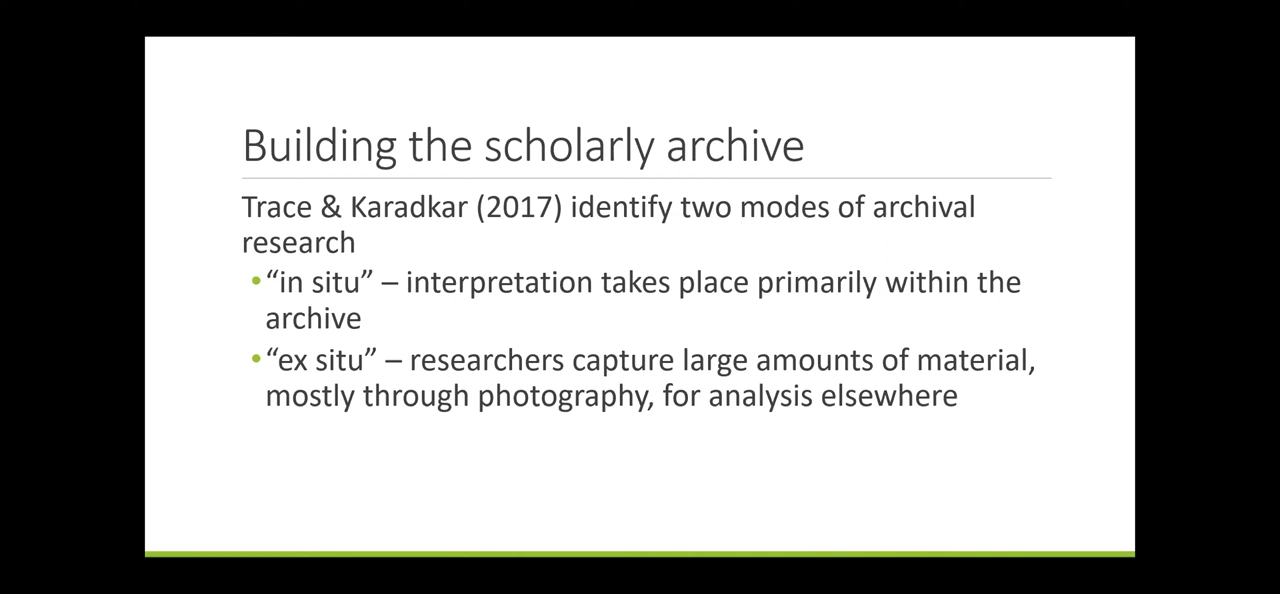 Building the scholarly archive
Trace & Karadkar (2017) identify two modes of archival
research
•“in situ” – interpretation takes place primarily within the
archive
•“ex situ” – researchers capture large amounts of material,
mostly through photography, for analysis elsewhere